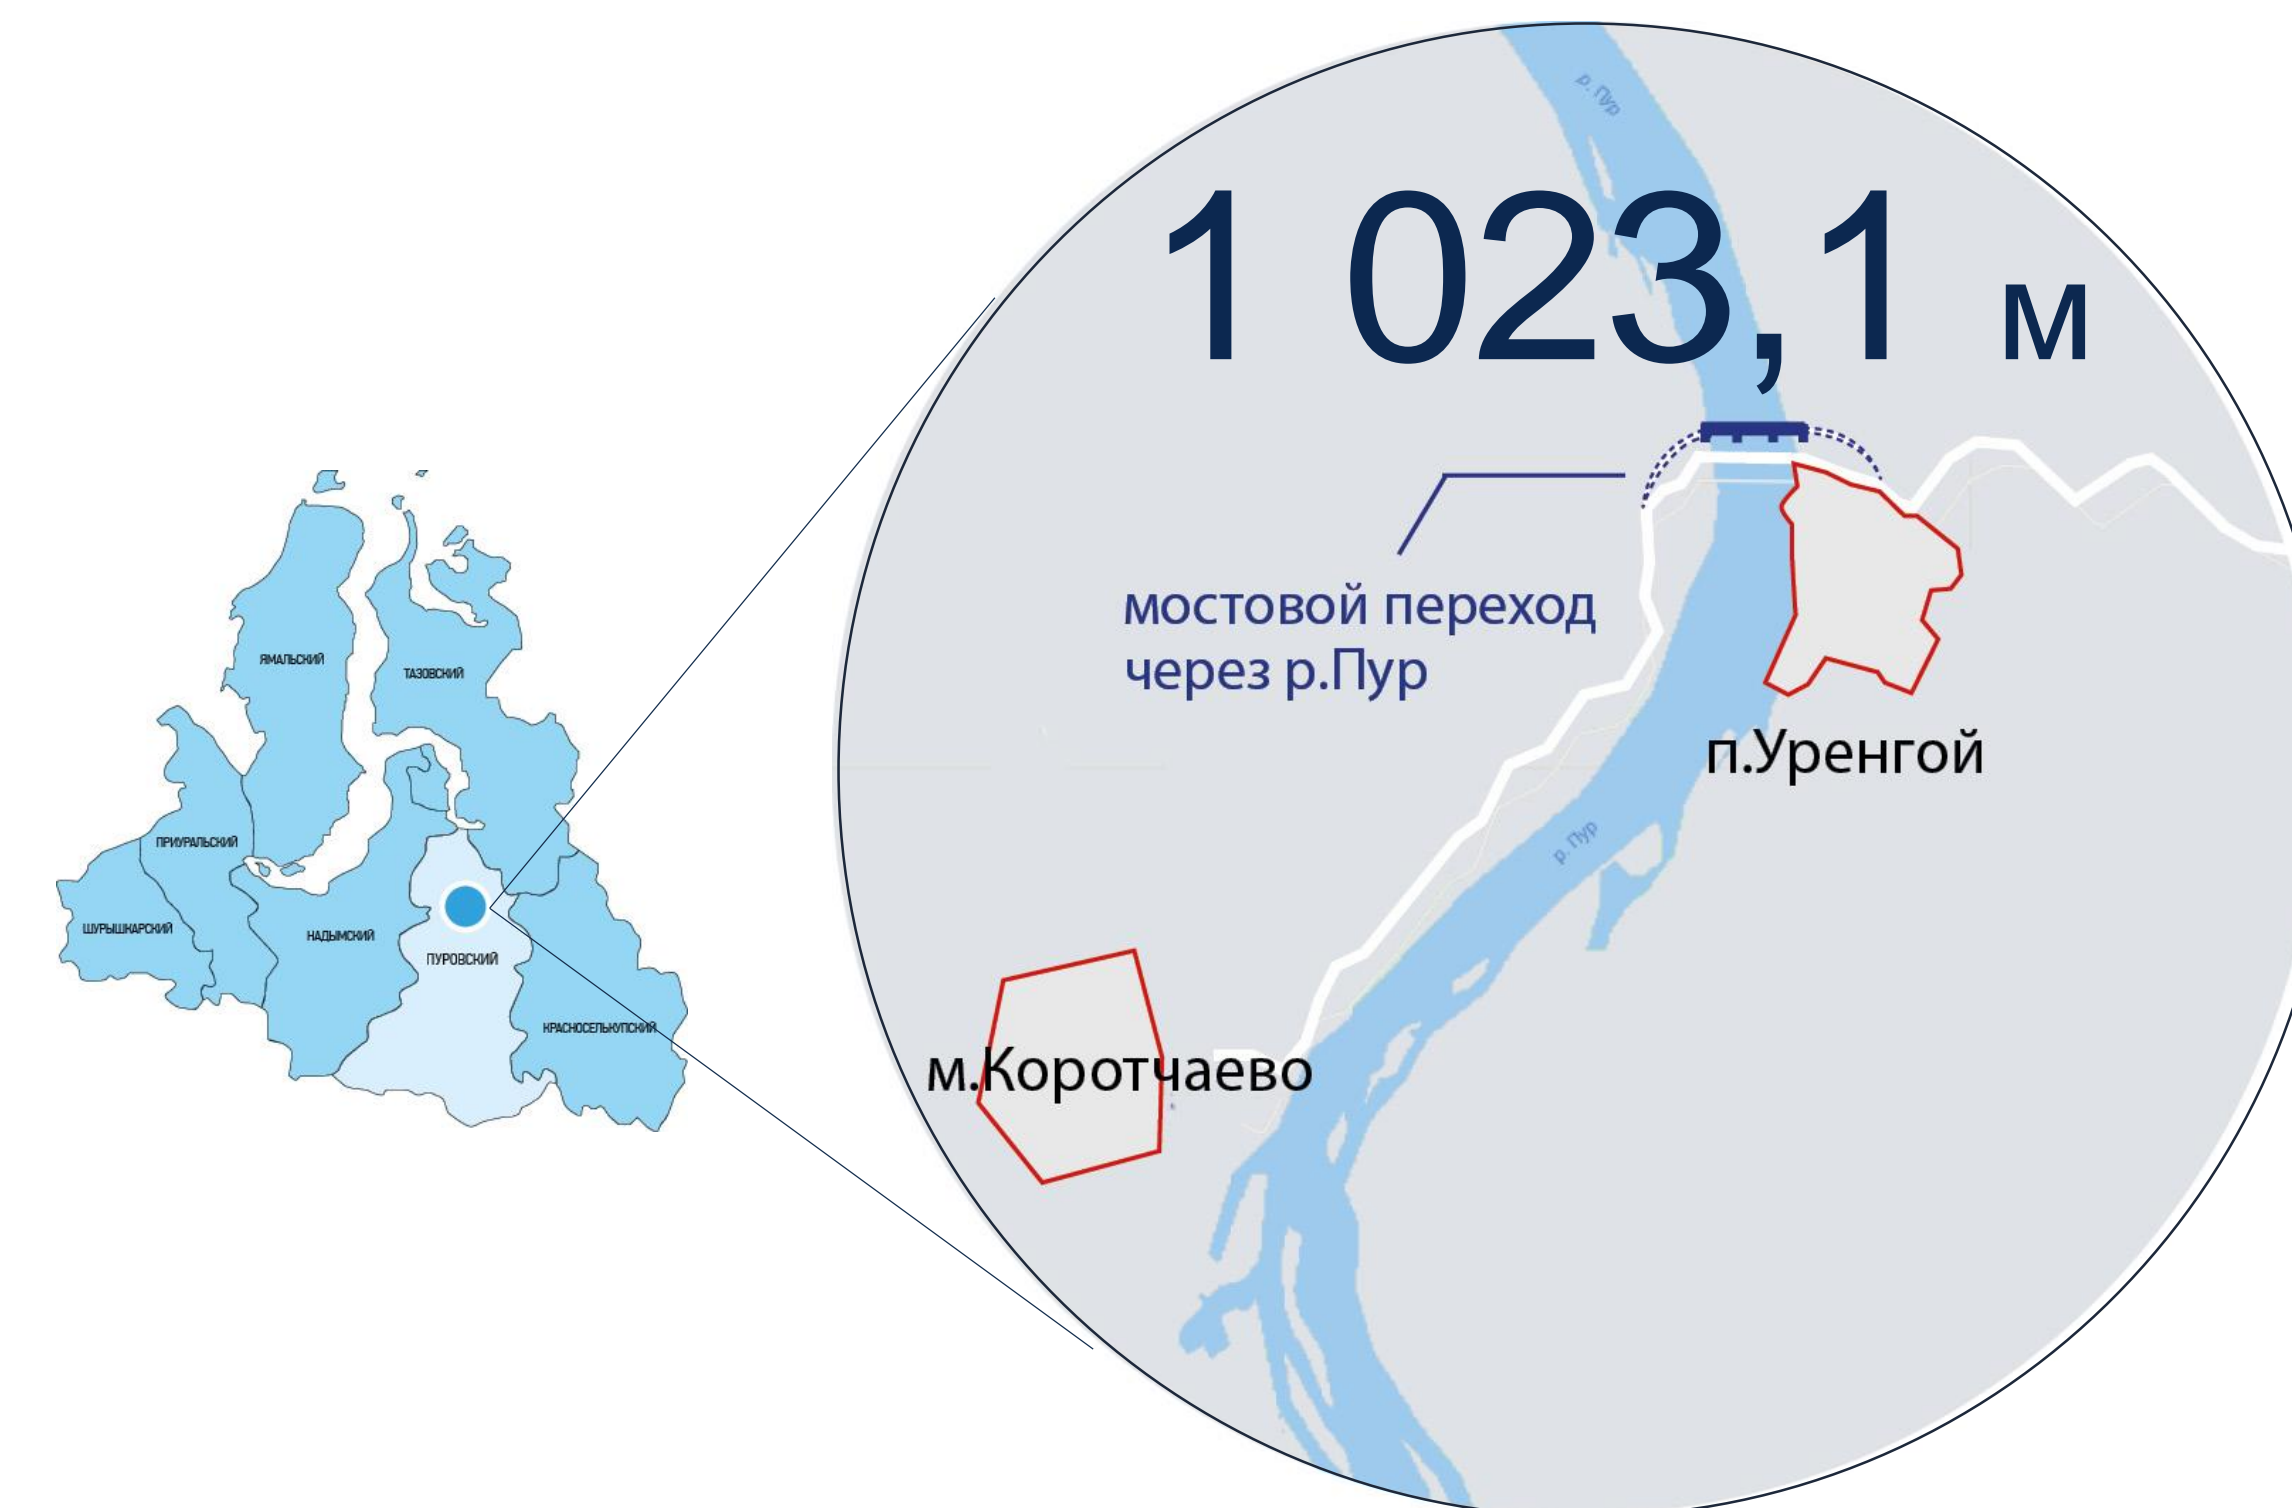 ЯМАЛЬСКИЙ
ТАЗОВСКИЙ
ПРИУРАЛЬСКИЙ
ШУРЫШКАРСКИЙ
НАДЫМСКИЙ
ПУРОВСКИЙ
КРАСНОСЕЛЬКУПСКИЙ
р. Пур
1 023,1 м
мостовой переход
через р.Пур
п.Уренгой
р. Пур
м.Коротчаево